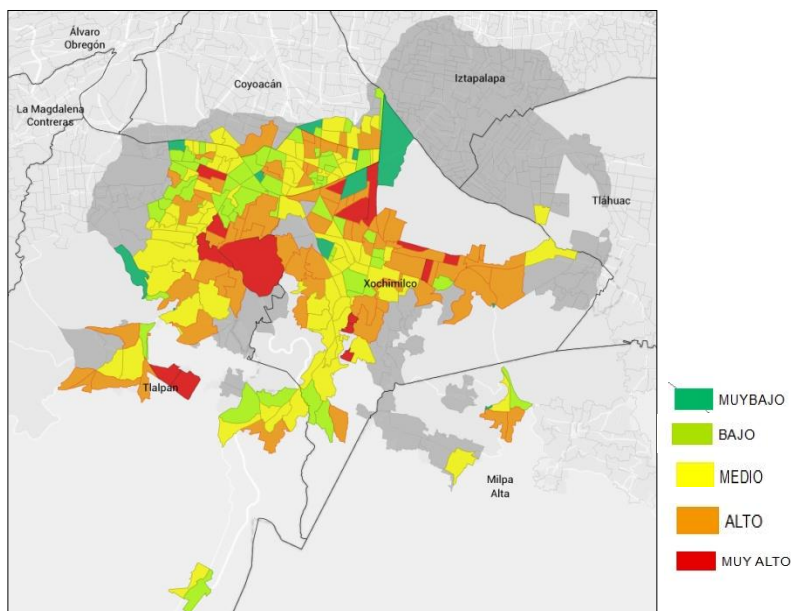 Álvaro
Obregón
Coyoacán
Iztapalapa
La Magdalena
Contreras
Tláhuac
Xochimilco
Tlalpan
Milpa
Alta
MUYBAJO
BAJO
MEDIO
ALTO
MUY ALTO